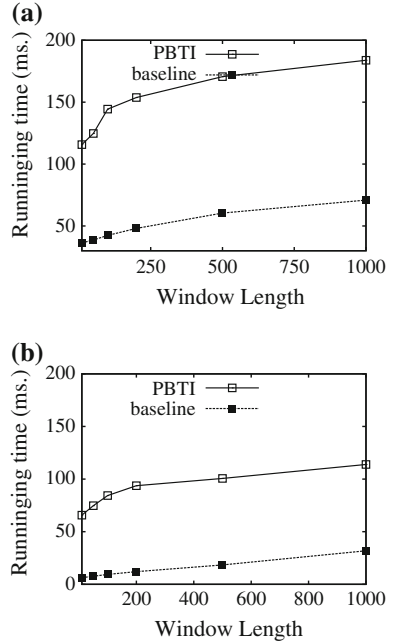 (a)
200
150
100
50
PBTI
baseline
Runninging time (ms.)
250 500 750 1000
Window Length
(b)
200
150
100
50
0
PBTI
baseline
Runninging time (ms.)
200 400 600 800 1000
Window Length